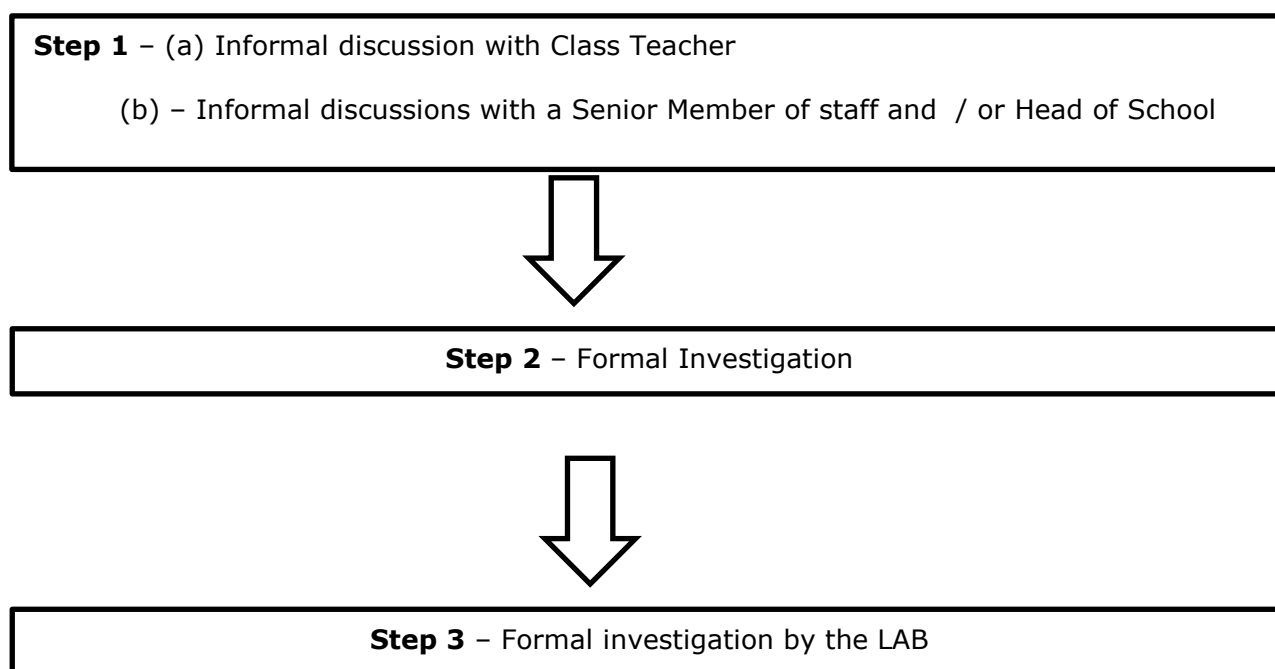 Step 1 – (a) Informal discussion with Class Teacher
(b) – Informal discussions with a Senior Member of staff and / or Head of School
Step 2 – Formal Investigation
Step 3 – Formal investigation by the LAB